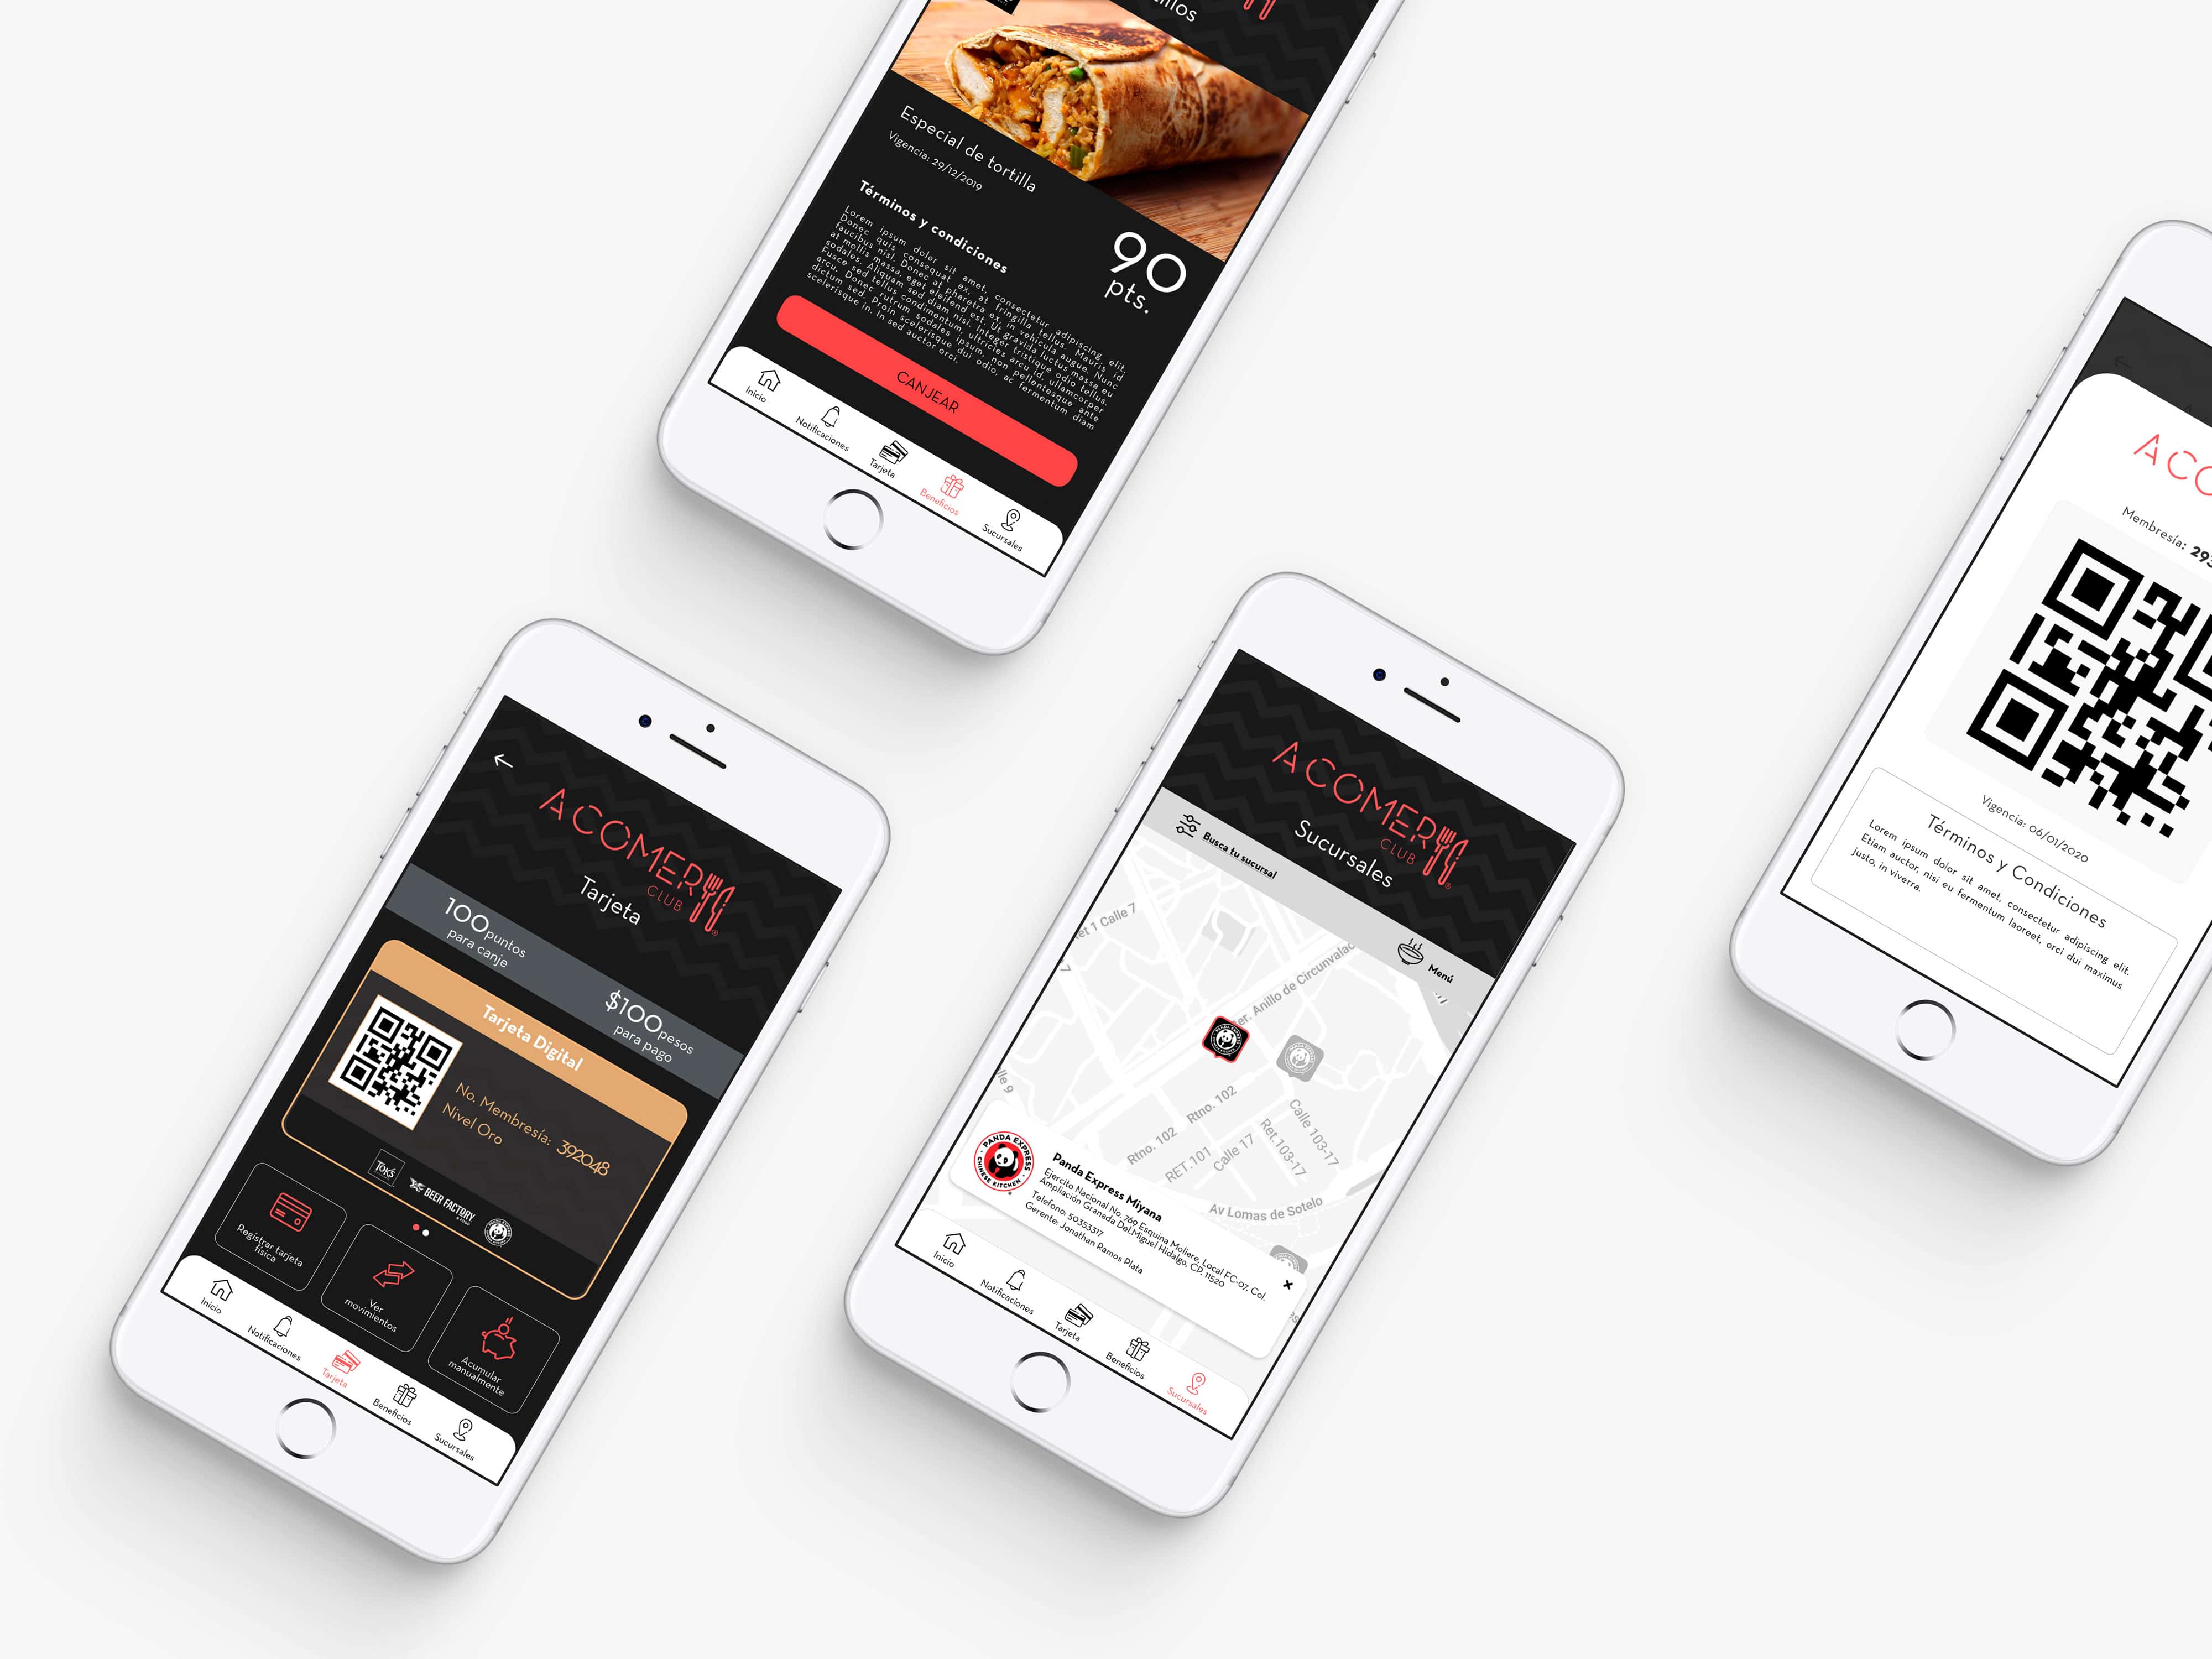 Especial de tortilla
Vigencia: 29/12/2019
90
pts.
Términos y condiciones
Lorem ipsum dolor sit amet, consectetur adipiscing elit.
Donec quis consequat ex, at fringilla tellus. Mauris id
faucibus nisl. Donec at pharetra ex, in vehicula augue. Nunc
at mollis massa, eget eleifend est. Ut gravida luctus massa eu
sodales. Aliquam sed diam nisi. Integer tristique odio tellus.
Fusce sed tellus condimentum, ultricies arcu id, ullamcorper
arcu. Donec rutrum sodales ipsum, non pellentesque ante
dictum sed. Proin scelerisque dui odio, ac fermentum diam
scelerisque in. In sed auctor orci.
CANJEAR
Inicio
Notificaciones
Tarjeta
Beneficios
Sucursales
ACOMER
CLUB
Tarjeta
100 puntos
para canje
$100 pesos
para pago
Tarjeta Digital
No. Membresía: 392048
Nivel Oro
TOKS
BEER FACTORY
Registrar tarjeta
física
Ver
movimientos
Acumular
manualmente
Inicio
Notificaciones
Tarjeta
Beneficios
Sucursales
ACOMER
CLUB
Sucursales
Busca tu sucursal
Menú
Calle 7
Anillo de Circunvalac
Rtno. 102
Rtno. 102
RET.101
Calle 17
Ret.103-17
Calle 103-17
Av Lomas de Sotelo
PANDA EXPRESS
CHINESE KITCHEN
Panda Express Miyana
Ejercito Nacional No. 769 Esquina Moliere, Local FC-07, Col.
Ampliación Granada Del.Miguel Hidalgo, CP. 11520
Telefono: 50353317
Gerente: Jonathan Ramos Plata
Inicio
Notificaciones
Tarjeta
Beneficios
Sucursales
ACO
Membresía: 29
Vigencia: 06/01/2020
Términos y Condiciones
Lorem ipsum dolor sit amet, consectetur adipiscing elit.
Etiam auctor, nisi eu fermentum laoreet, orci dui maximus
justo, in viverra.